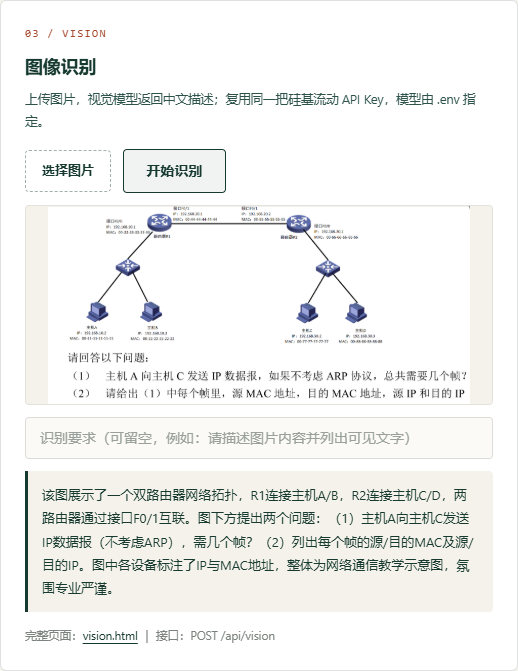 03 / VISION
图像识别
上传图片，视觉模型返回中文描述；复用同一把硅基流动 API Key，模型由 .env 指
定。
选择图片
开始识别
主机A
主机B
请回答以下问题：
（1） 主机 A 向主机 C 发送 IP 数据报，如果不考虑 ARP 协议，总共需要几个帧？
（2） 请给出（1）中每个帧里，源 MAC 地址，目的 MAC 地址，源 IP 和目的 IP
识别要求（可留空，例如：请描述图片内容并列出可见文字）
该图展示了一个双路由器网络拓扑，R1连接主机A/B，R2连接主机C/D，两
路由器通过接口F0/1互联。图下方提出两个问题：（1）主机A向主机C发送
IP数据报（不考虑ARP），需几个帧？（2）列出每个帧的源/目的MAC及源/
目的IP。图中各设备标注了IP与MAC地址，整体为网络通信教学示意图，氛
围专业严谨。
完整页面：vision.html | 接口：POST /api/vision